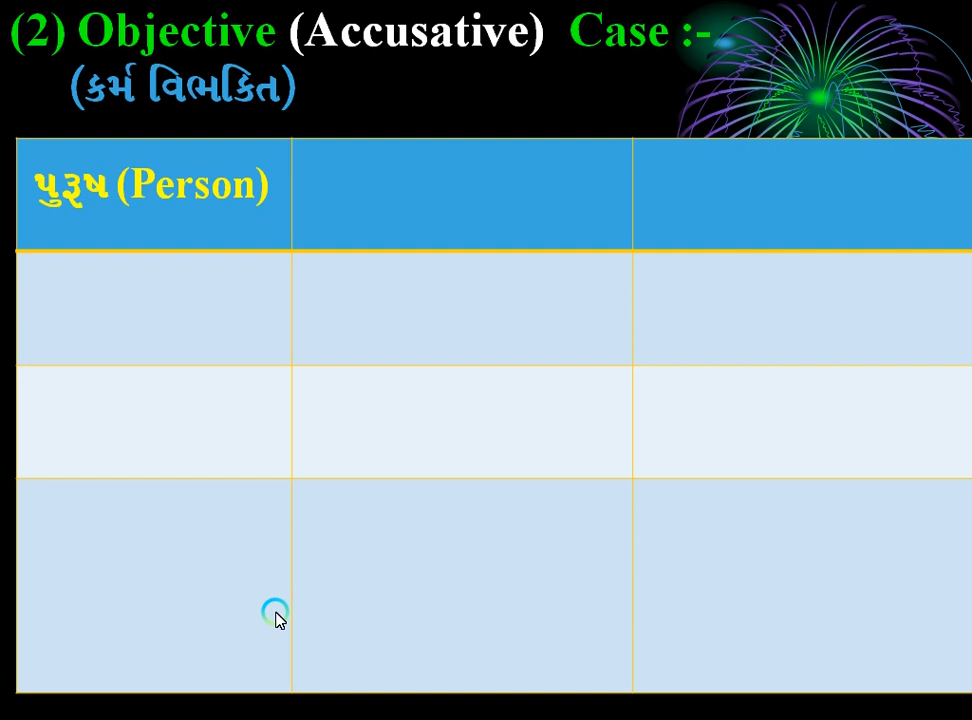 (2) Objective (Accusative) Case :-
(કર્મ વિભકિત)
પુરૂષ (Person)